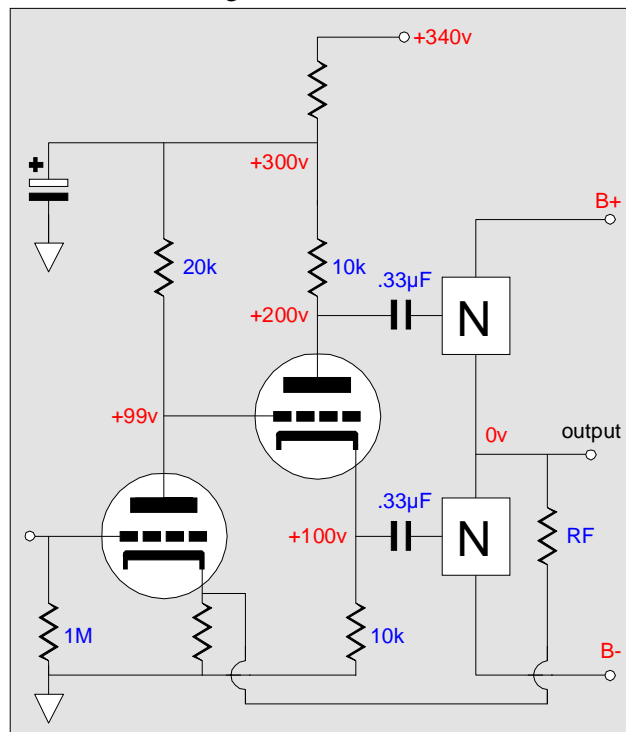 +340v
+
+300v
B+
20k
10k
.33µF
N
+200v
+99v
0v
output
.33µF
+100v
N
RF
1M
10k
B-